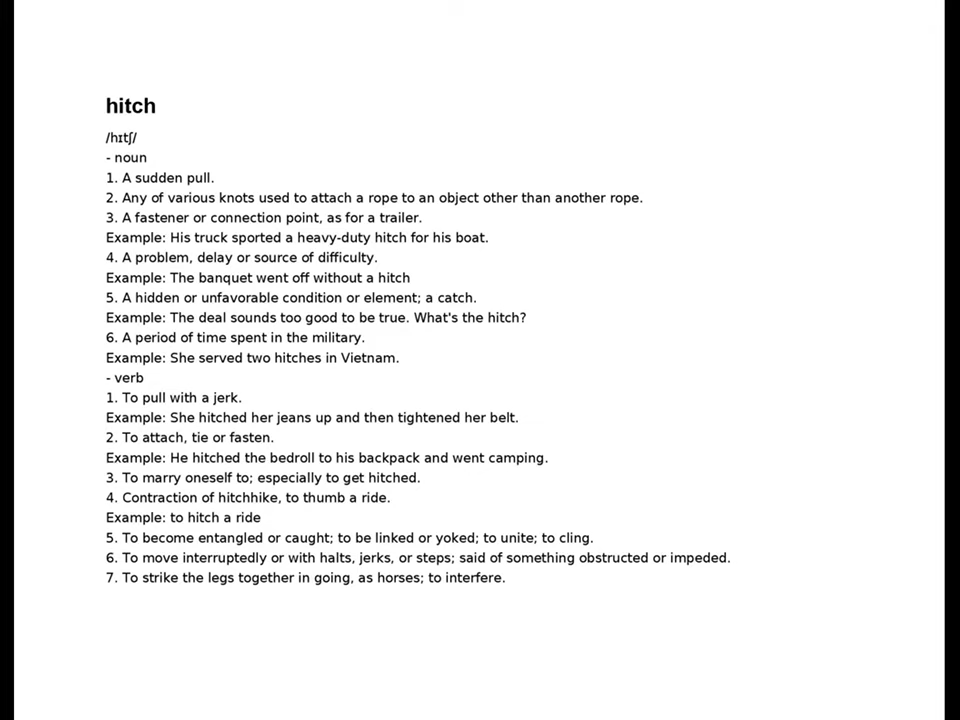 hitch
/hɪtʃ/
- noun
1. A sudden pull.
2. Any of various knots used to attach a rope to an object other than another rope.
3. A fastener or connection point, as for a trailer.
Example: His truck sported a heavy-duty hitch for his boat.
4. A problem, delay or source of difficulty.
Example: The banquet went off without a hitch
5. A hidden or unfavorable condition or element; a catch.
Example: The deal sounds too good to be true. What's the hitch?
6. A period of time spent in the military.
Example: She served two hitches in Vietnam.
- verb
1. To pull with a jerk.
Example: She hitched her jeans up and then tightened her belt.
2. To attach, tie or fasten.
Example: He hitched the bedroll to his backpack and went camping.
3. To marry oneself to; especially to get hitched.
4. Contraction of hitchhike, to thumb a ride.
Example: to hitch a ride
5. To become entangled or caught; to be linked or yoked; to unite; to cling.
6. To move interruptedly or with halts, jerks, or steps; said of something obstructed or impeded.
7. To strike the legs together in going, as horses; to interfere.